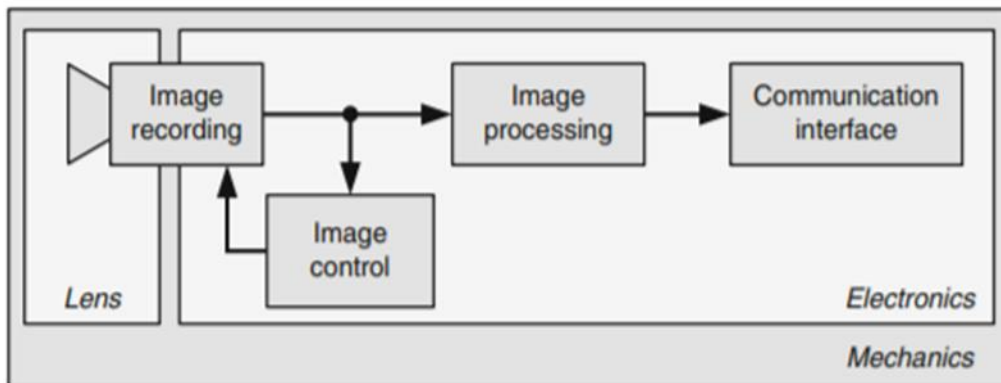 Image
recording
Image
processing
Communication
interface
Image
control
Lens
Electronics
Mechanics